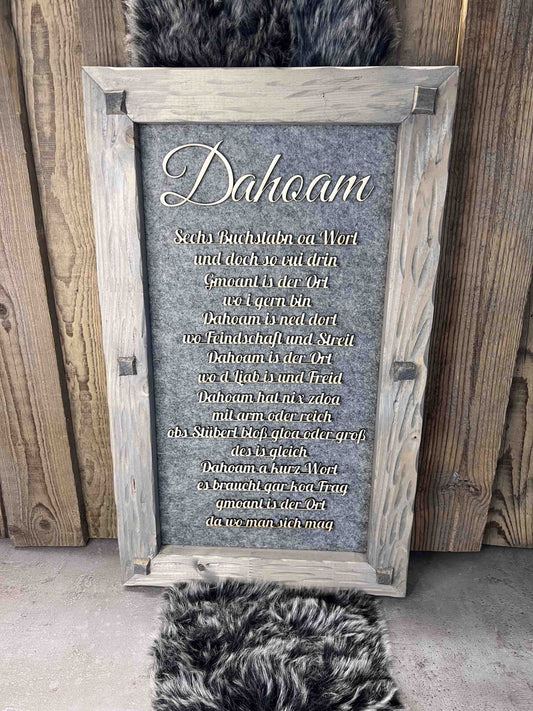 Dahoam
Sechs Buchstabn oa Wort
und doch so vui drin
Gmoant is der Ort
wo i gern bin
Dahoam is ned dort
wo Feindschaft und Streit
Dahoam is der Ort
wo d Liab is und Freid
Dahoam hat nix zdoa
mit arm oder reich
obs Stüberl bloß gloa oder groß
des is gleich
Dahoam a kurz Wort
es braucht gar koa Frag
gmoant is der Ort
da wo man sich mag